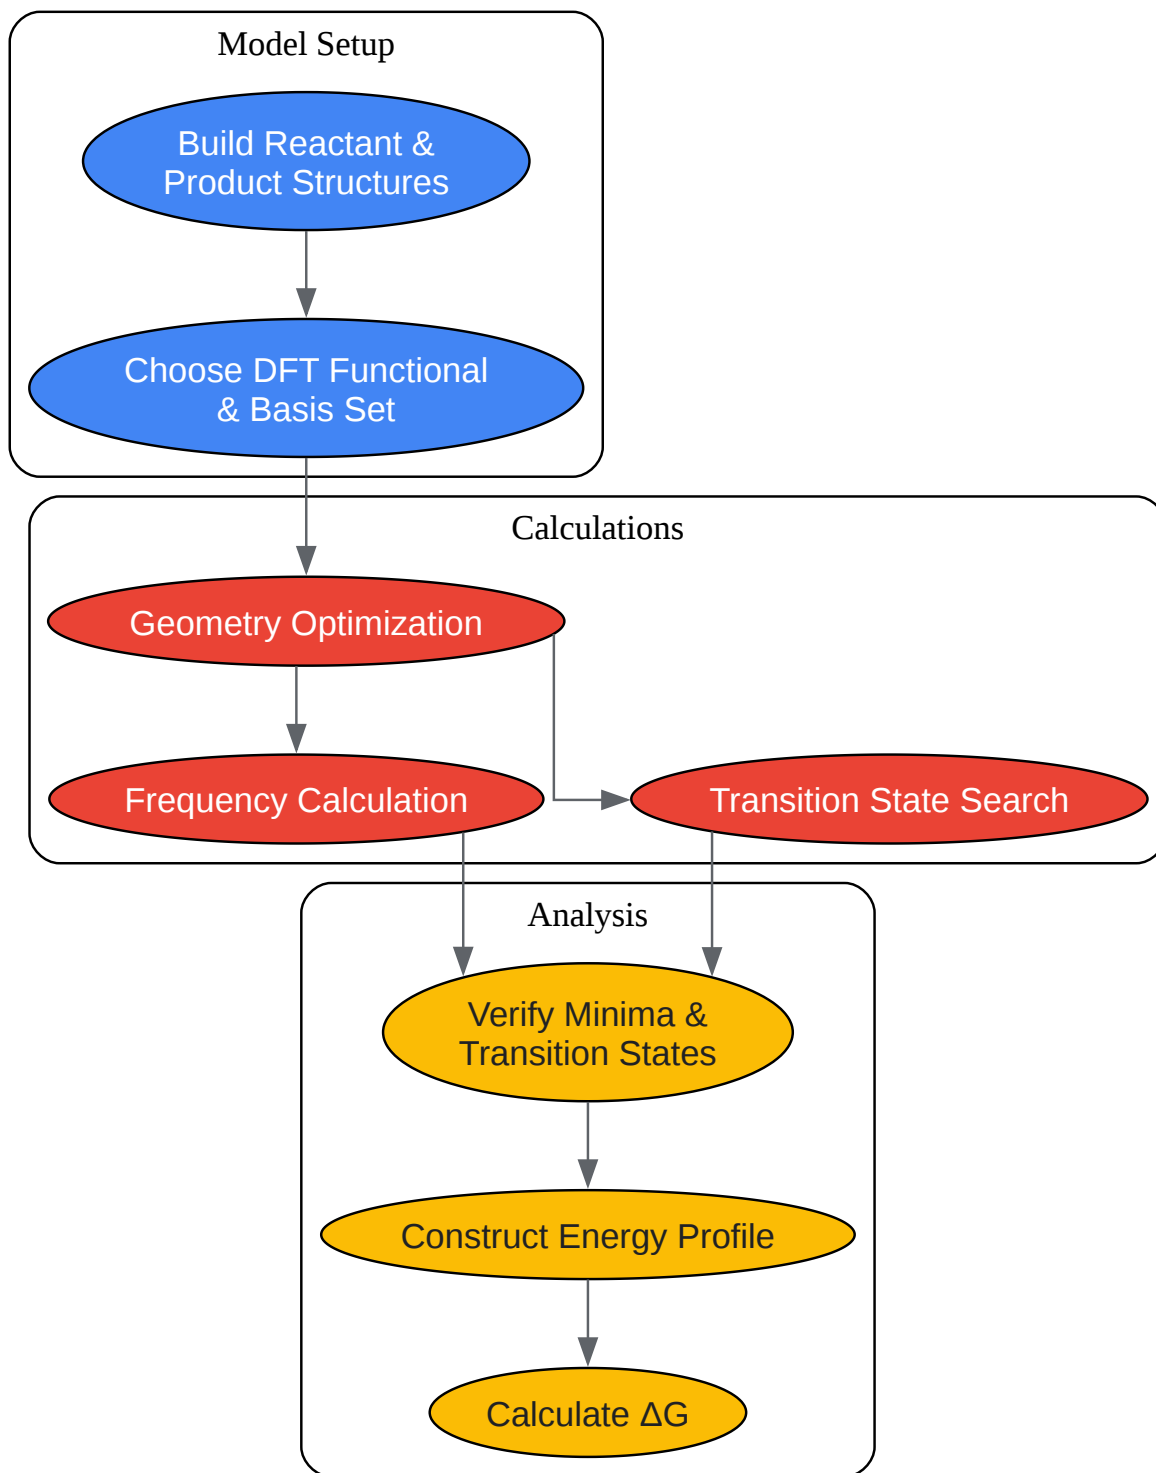 Model Setup
Build Reactant &
Product Structures
Choose DFT Functional
& Basis Set
Calculations
Geometry Optimization
Frequency Calculation
Transition State Search
Analysis
Verify Minima &
Transition States
Construct Energy Profile
Calculate ΔG